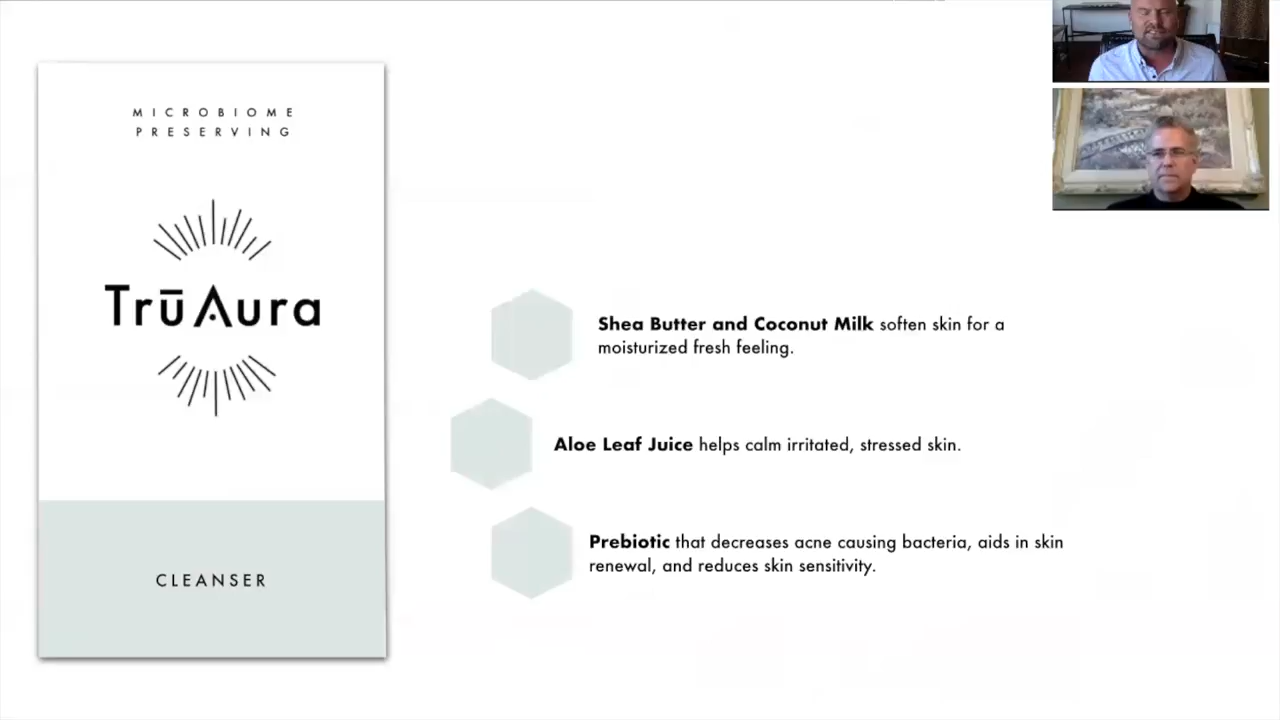 MICROBIOME
PRESERVING
TrūAura
CLEANSER
Shea Butter and Coconut Milk soften skin for a
moisturized fresh feeling.
Aloe Leaf Juice helps calm irritated, stressed skin.
Prebiotic that decreases acne causing bacteria, aids in skin
renewal, and reduces skin sensitivity.